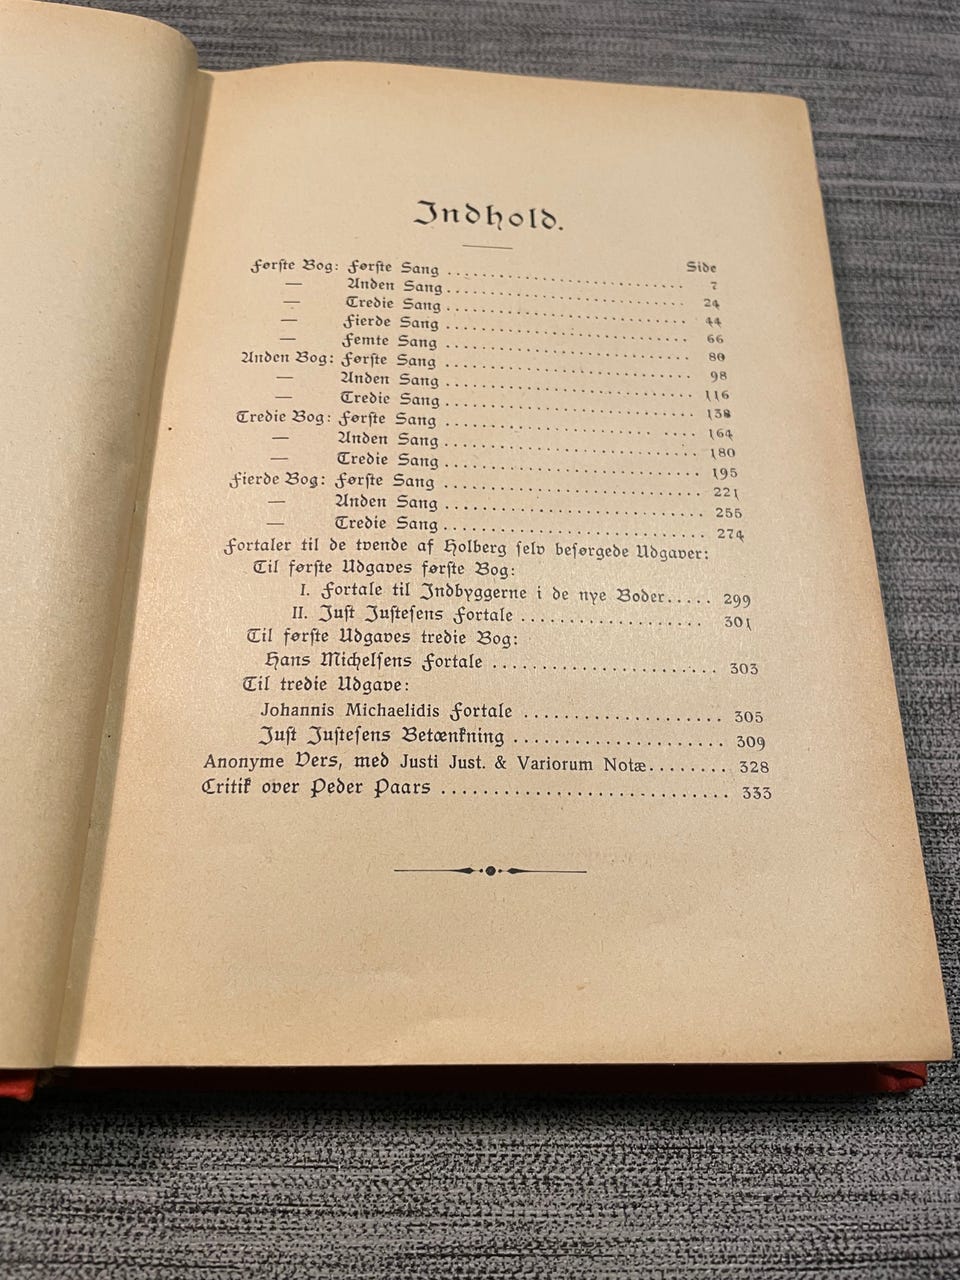 Indhold.
Side
Første Bog: Første Sang .......... 7
— Anden Sang .......... 24
— Tredie Sang .......... 44
— Fierde Sang .......... 66
— Femte Sang .......... 80
Anden Bog: Første Sang .......... 98
— Anden Sang .......... 116
— Tredie Sang .......... 138
Tredie Bog: Første Sang .......... 164
— Anden Sang .......... 180
— Tredie Sang .......... 195
Fierde Bog: Første Sang .......... 221
— Anden Sang .......... 255
— Tredie Sang .......... 274
Fortaler til de tvende af Holberg selv besørgede Udgaver:
Til første Udgaves første Bog:
I. Fortale til Indbyggerne i de nye Boder..... 299
II. Just Justesens Fortale .......... 301
Til første Udgaves tredie Bog:
Hans Michelsens Fortale .......... 303
Til tredie Udgave:
Johannis Michaelidis Fortale .......... 305
Just Justesens Betænkning .......... 309
Anonyme Vers, med Justi Just. & Variorum Notæ........ 328
Critik over Peder Paars .......... 333